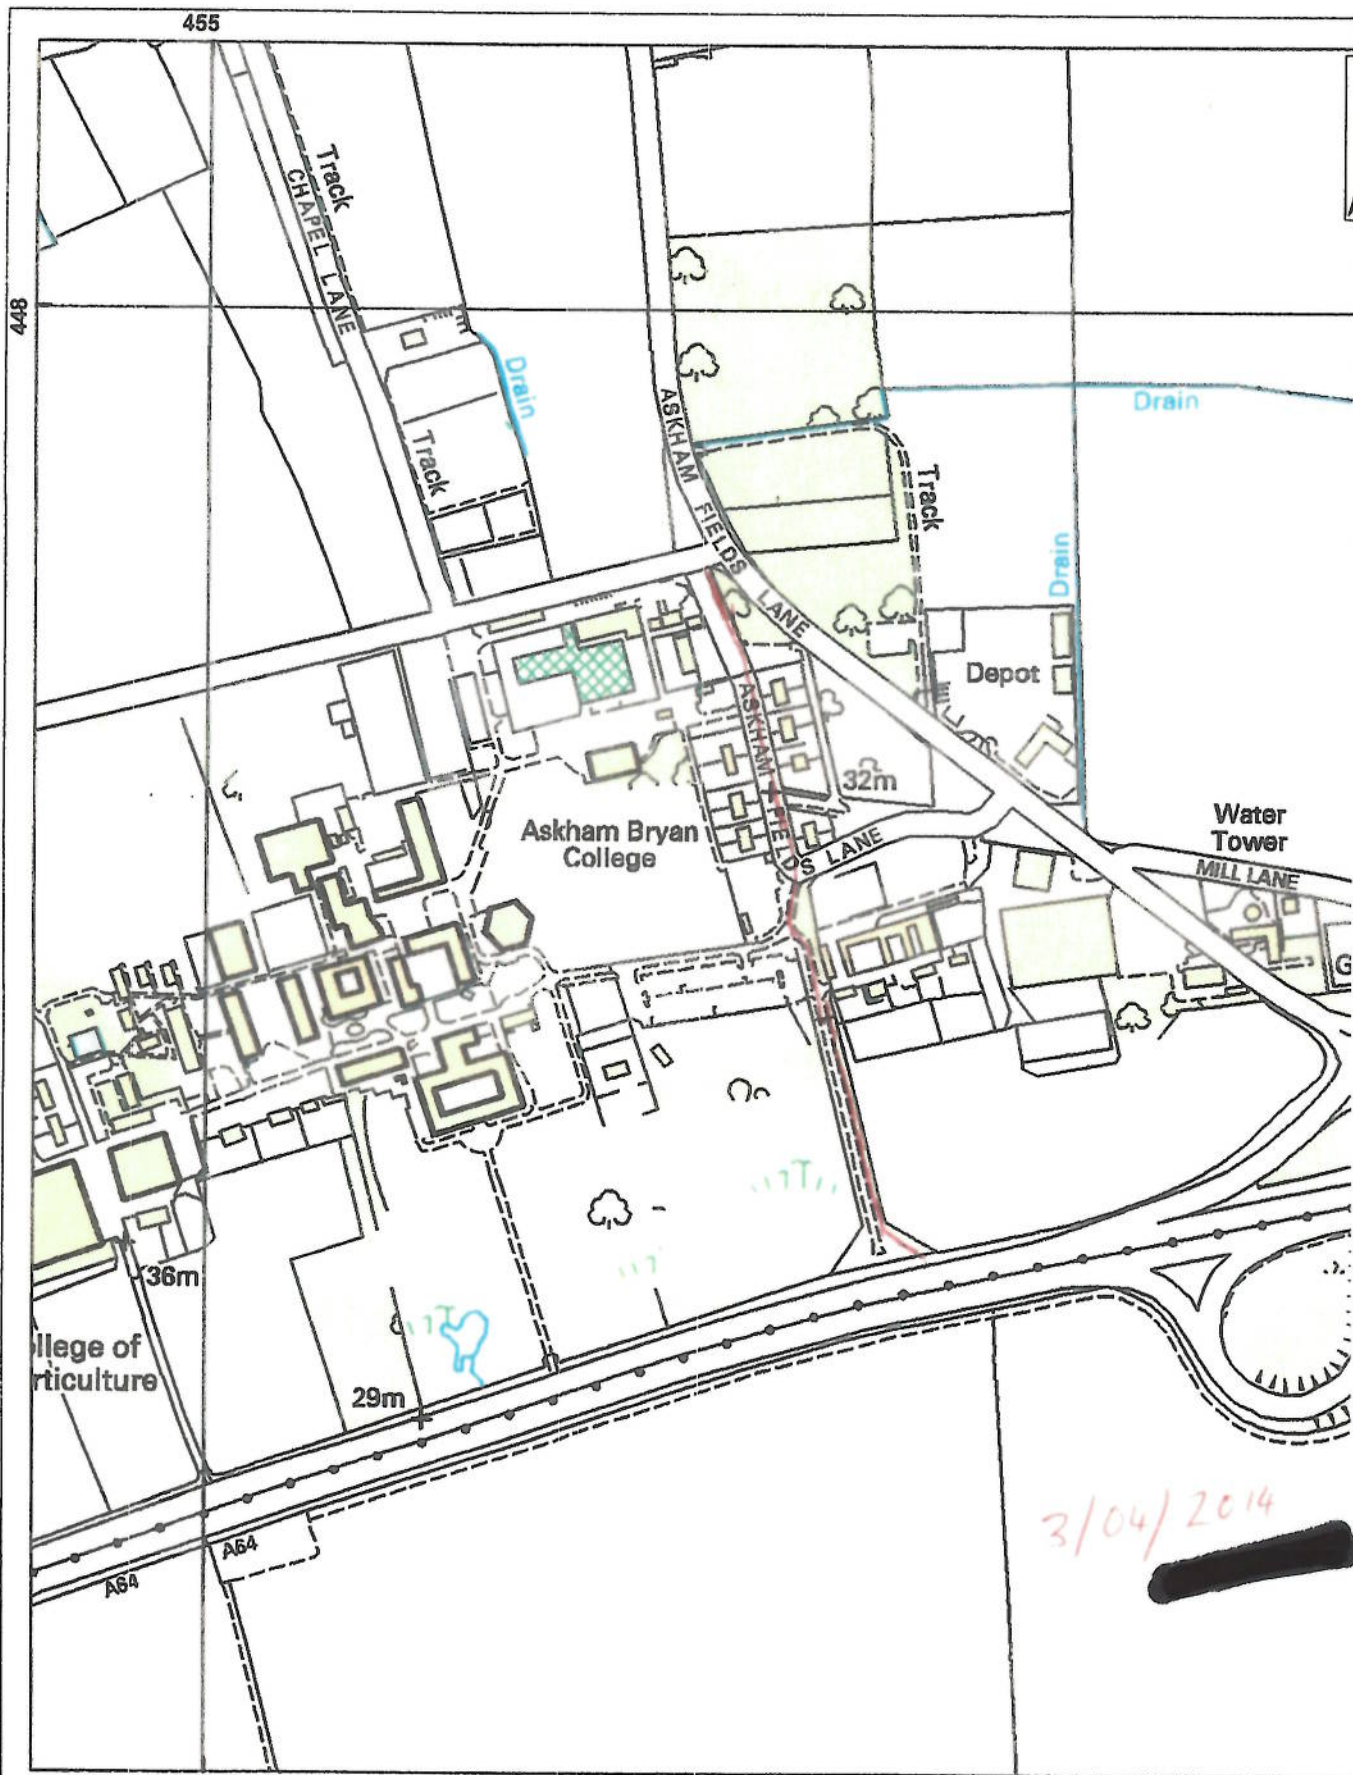 455
448
Track
CHAPEL LANE
Drain
Track
ASKHAM FIELDS LANE
Drain
Track
Drain
Depot
ASKHAM FIELDS LANE
32m
Askham Bryan
College
Water
Tower
MILL LANE
G
36m
llege of
rticulture
29m
A64
A64
3/04/2014